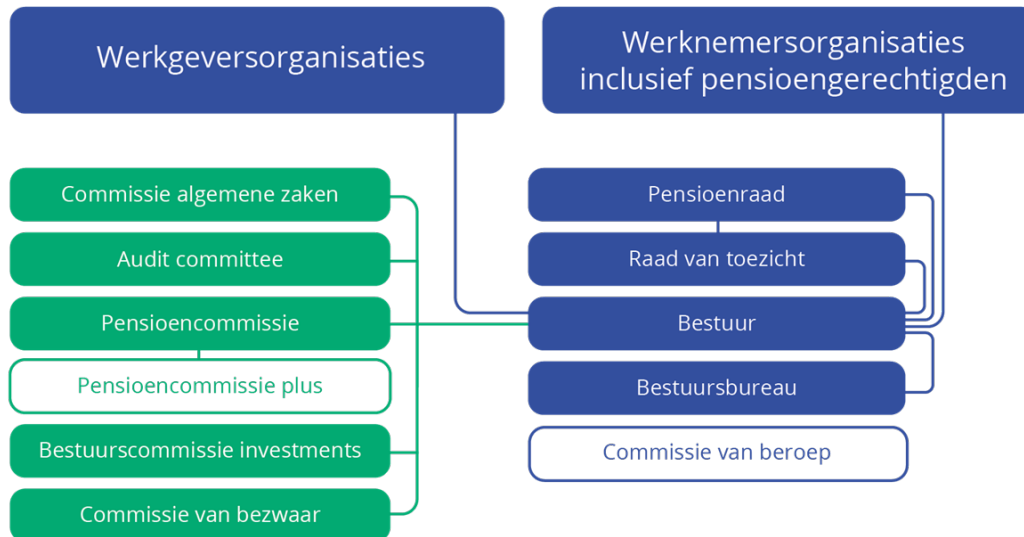 Werkgeversorganisaties
Werknemersorganisaties
inclusief pensioengerechtigden
Commissie algemene zaken
Audit committee
Pensioencommissie
Pensioencommissie plus
Bestuurscommissie investments
Commissie van bezwaar
Pensioenraad
Raad van toezicht
Bestuur
Bestuursbureau
Commissie van beroep